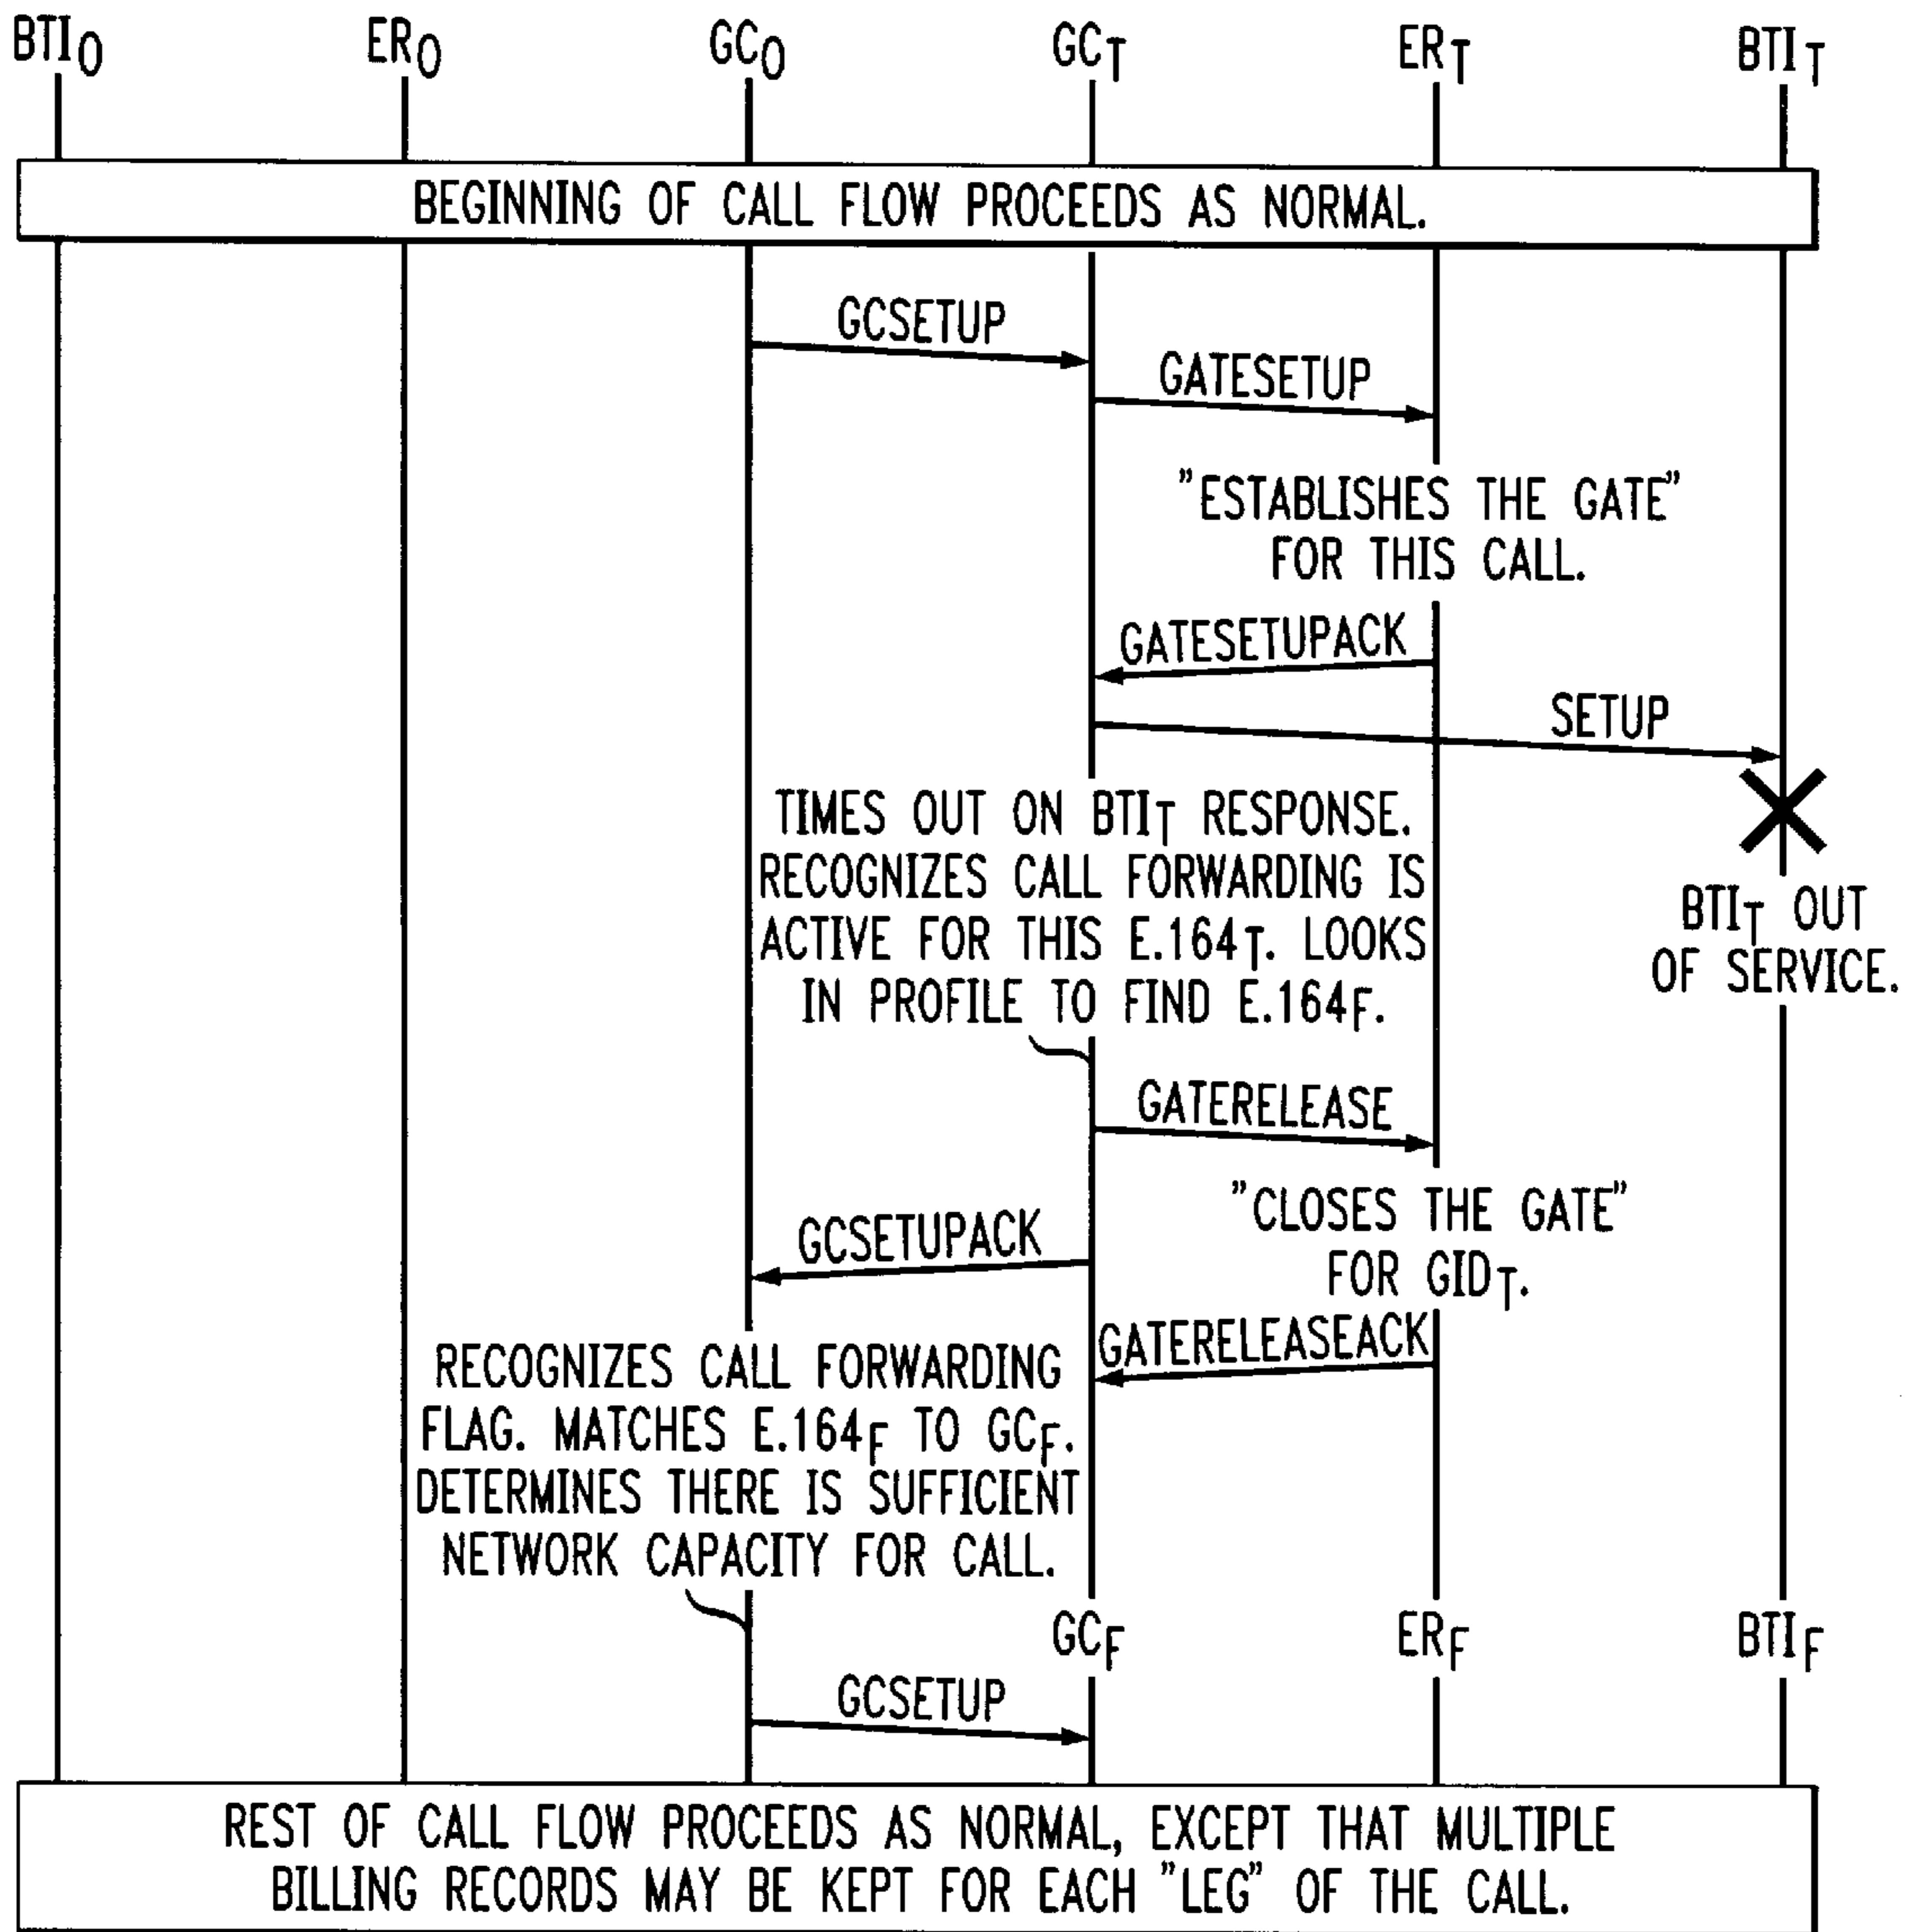 BTIO ERO GCO GCT ERT BTIT
BEGINNING OF CALL FLOW PROCEEDS AS NORMAL.
GCSETUP
GATESETUP
"ESTABLISHES THE GATE"
FOR THIS CALL.
GATESETUPACK
SETUP
TIMES OUT ON BTIT RESPONSE.
RECOGNIZES CALL FORWARDING IS
ACTIVE FOR THIS E.164T. LOOKS
IN PROFILE TO FIND E.164F.
BTIT OUT
OF SERVICE.
GATERELEASE
"CLOSES THE GATE"
FOR GIDT.
GCSETUPACK
GATERELEASEACK
RECOGNIZES CALL FORWARDING
FLAG. MATCHES E.164F TO GCF.
DETERMINES THERE IS SUFFICIENT
NETWORK CAPACITY FOR CALL.
GCF ERF BTIF
GCSETUP
REST OF CALL FLOW PROCEEDS AS NORMAL, EXCEPT THAT MULTIPLE
BILLING RECORDS MAY BE KEPT FOR EACH "LEG" OF THE CALL.